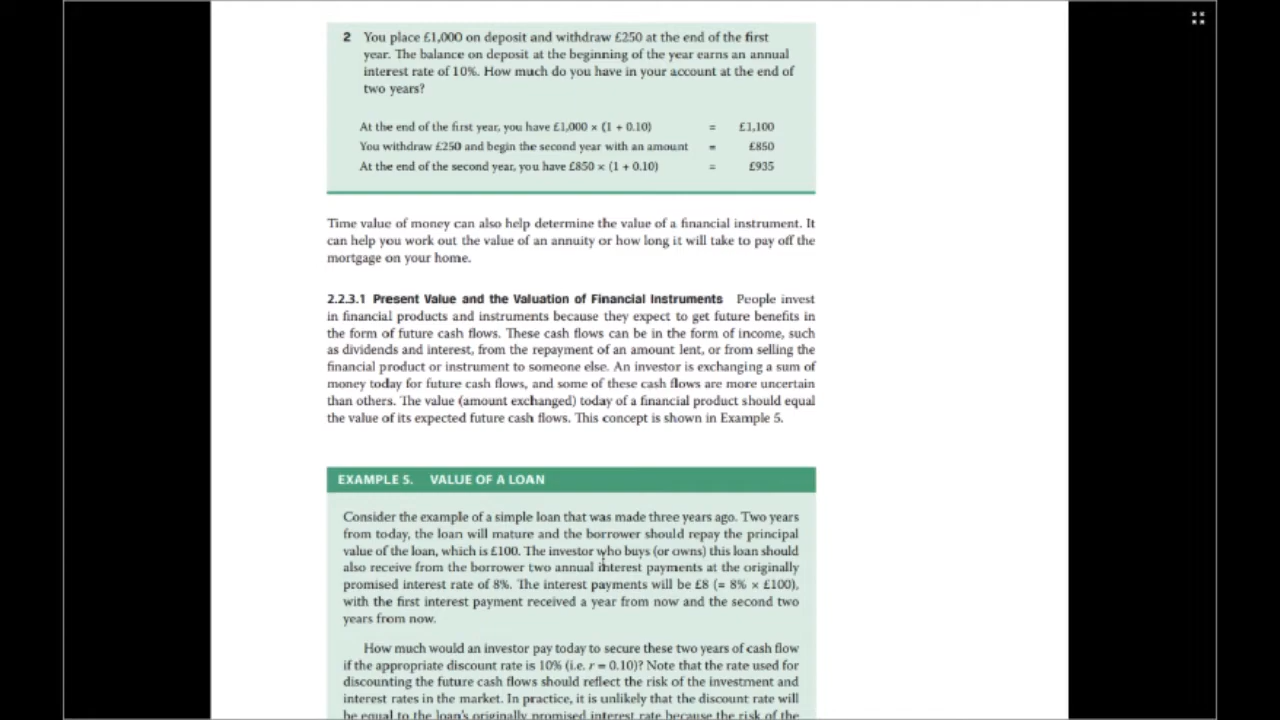 2 You place £1,000 on deposit and withdraw £250 at the end of the first
year. The balance on deposit at the beginning of the year earns an annual
interest rate of 10%. How much do you have in your account at the end of
two years?
At the end of the first year, you have £1,000 × (1 + 0.10) = £1,100
You withdraw £250 and begin the second year with an amount = £850
At the end of the second year, you have £850 × (1 + 0.10) = £935
Time value of money can also help determine the value of a financial instrument. It
can help you work out the value of an annuity or how long it will take to pay off the
mortgage on your home.
2.2.3.1 Present Value and the Valuation of Financial Instruments People invest
in financial products and instruments because they expect to get future benefits in
the form of future cash flows. These cash flows can be in the form of income, such
as dividends and interest, from the repayment of an amount lent, or from selling the
financial product or instrument to someone else. An investor is exchanging a sum of
money today for future cash flows, and some of these cash flows are more uncertain
than others. The value (amount exchanged) today of a financial product should equal
the value of its expected future cash flows. This concept is shown in Example 5.
EXAMPLE 5. VALUE OF A LOAN
Consider the example of a simple loan that was made three years ago. Two years
from today, the loan will mature and the borrower should repay the principal
value of the loan, which is £100. The investor who buys (or owns) this loan should
also receive from the borrower two annual interest payments at the originally
promised interest rate of 8%. The interest payments will be £8 (= 8% × £100),
with the first interest payment received a year from now and the second two
years from now.
How much would an investor pay today to secure these two years of cash flow
if the appropriate discount rate is 10% (i.e. r = 0.10)? Note that the rate used for
discounting the future cash flows should reflect the risk of the investment and
interest rates in the market. In practice, it is unlikely that the discount rate will
be equal to the loan's originally promised interest rate because the risk of the